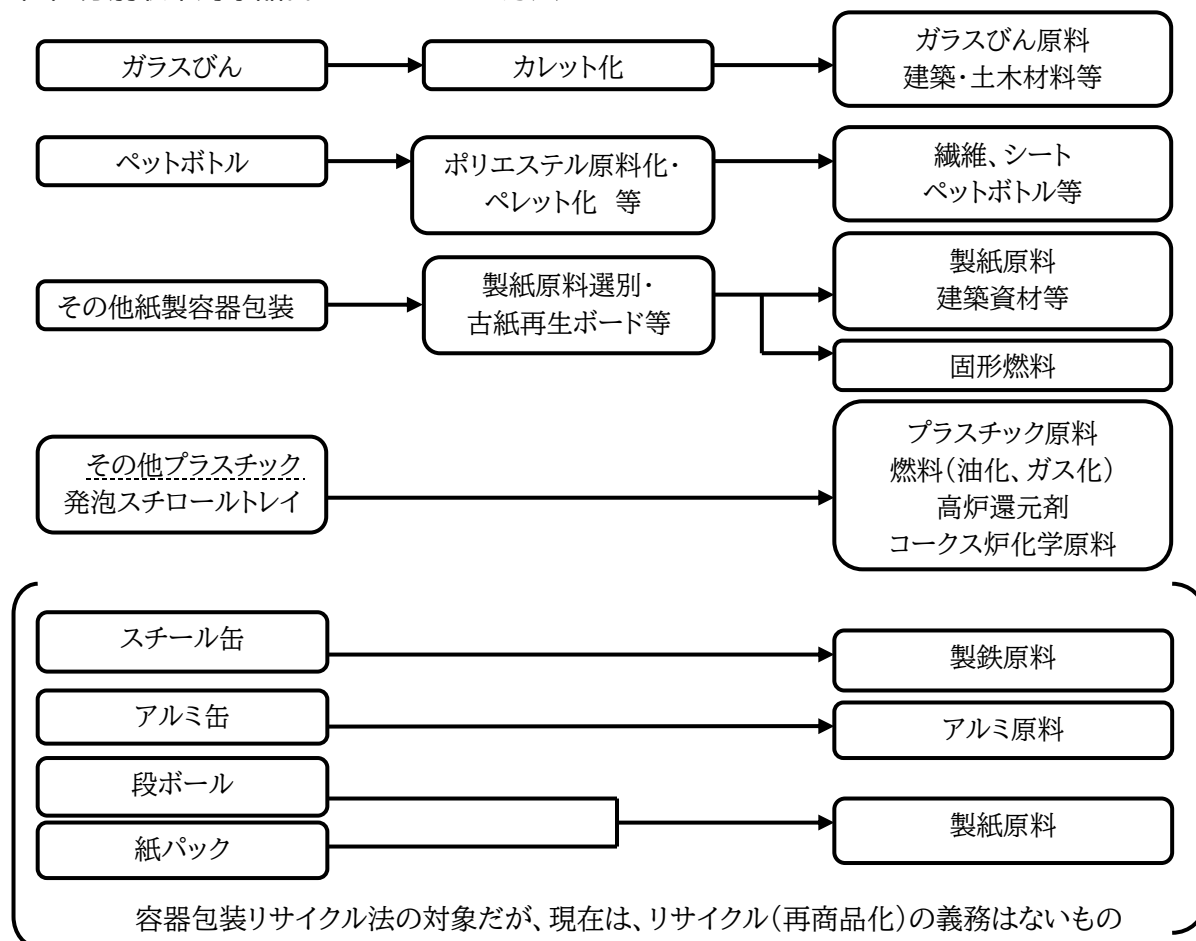 ガラスびん
カレット化
ガラスびん原料
建築・土木材料等
ペットボトル
ポリエステル原料化・
ペレット化 等
繊維、シート
ペットボトル等
その他紙製容器包装
製紙原料選別・
古紙再生ボード等
製紙原料
建築資材等
固形燃料
その他プラスチック
発泡スチロールトレイ
プラスチック原料
燃料(油化、ガス化)
高炉還元剤
コークス炉化学原料
スチール缶
製鉄原料
アルミ缶
アルミ原料
段ボール
紙パック
製紙原料
容器包装リサイクル法の対象だが、現在は、リサイクル(再商品化)の義務はないもの